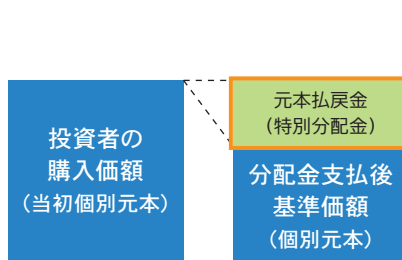 投資者の
購入価額
（当初個別元本）
元本払戻金
（特別分配金）
分配金支払後
基準価額
（個別元本）